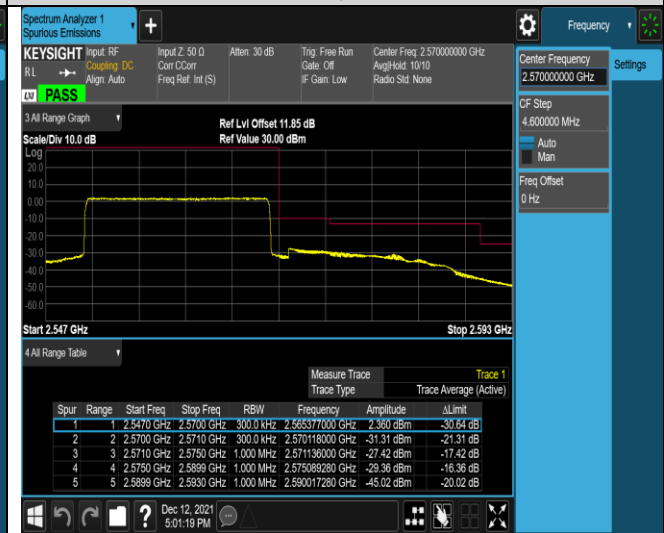 Spectrum Analyzer 1
Spurious Emissions
+
Frequency
KEYSIGHT Input: RF Input Z: 50 Ω Atten: 30 dB Trig: Free Run Center Freq: 2.570000000 GHz
Coupling: DC Corr CCorr Gate: Off Avg|Hold: 10/10
RL Align: Auto Freq Ref: Int (S) IF Gain: Low Radio Std: None
LXI PASS
Center Frequency
2.570000000 GHz
Settings
CF Step
4.600000 MHz
Auto
Man
Freq Offset
0 Hz
3 All Range Graph
Ref Lvl Offset 11.85 dB
Scale/Div 10.0 dB Ref Value 30.00 dBm
Log
20.0
10.0
0.00
-10.0
-20.0
-30.0
-40.0
-50.0
-60.0
Start 2.547 GHz Stop 2.593 GHz
4 All Range Table
Measure Trace Trace 1
Trace Type Trace Average (Active)
Spur Range Start Freq Stop Freq RBW Frequency Amplitude ΔLimit
1 1 2.5470 GHz 2.5700 GHz 300.0 kHz 2.565377000 GHz 2.360 dBm -30.64 dB
2 2 2.5700 GHz 2.5710 GHz 300.0 kHz 2.570118000 GHz -31.31 dBm -21.31 dB
3 3 2.5710 GHz 2.5750 GHz 1.000 MHz 2.571136000 GHz -27.42 dBm -17.42 dB
4 4 2.5750 GHz 2.5899 GHz 1.000 MHz 2.575089280 GHz -29.36 dBm -16.36 dB
5 5 2.5899 GHz 2.5930 GHz 1.000 MHz 2.590017280 GHz -45.02 dBm -20.02 dB
?
Dec 12, 2021
5:01:19 PM